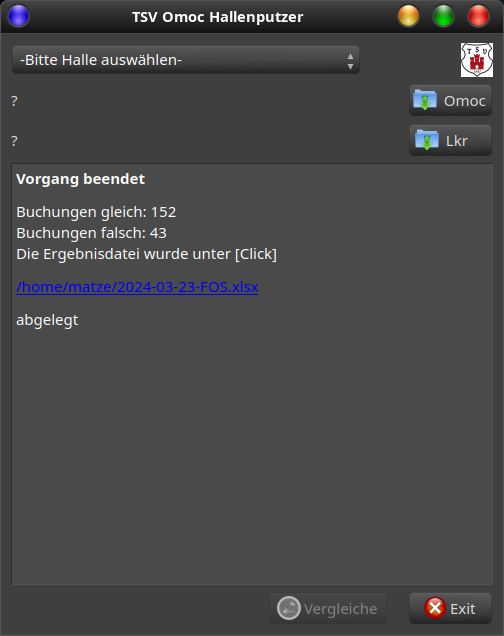 TSV Omoc Hallenputzer
-Bitte Halle auswählen-
T S V
?
Omoc
?
Lkr
Vorgang beendet
Buchungen gleich: 152
Buchungen falsch: 43
Die Ergebnisdatei wurde unter [Click]
/home/matze/2024-03-23-FOS.xlsx
abgelegt
Vergleiche
Exit